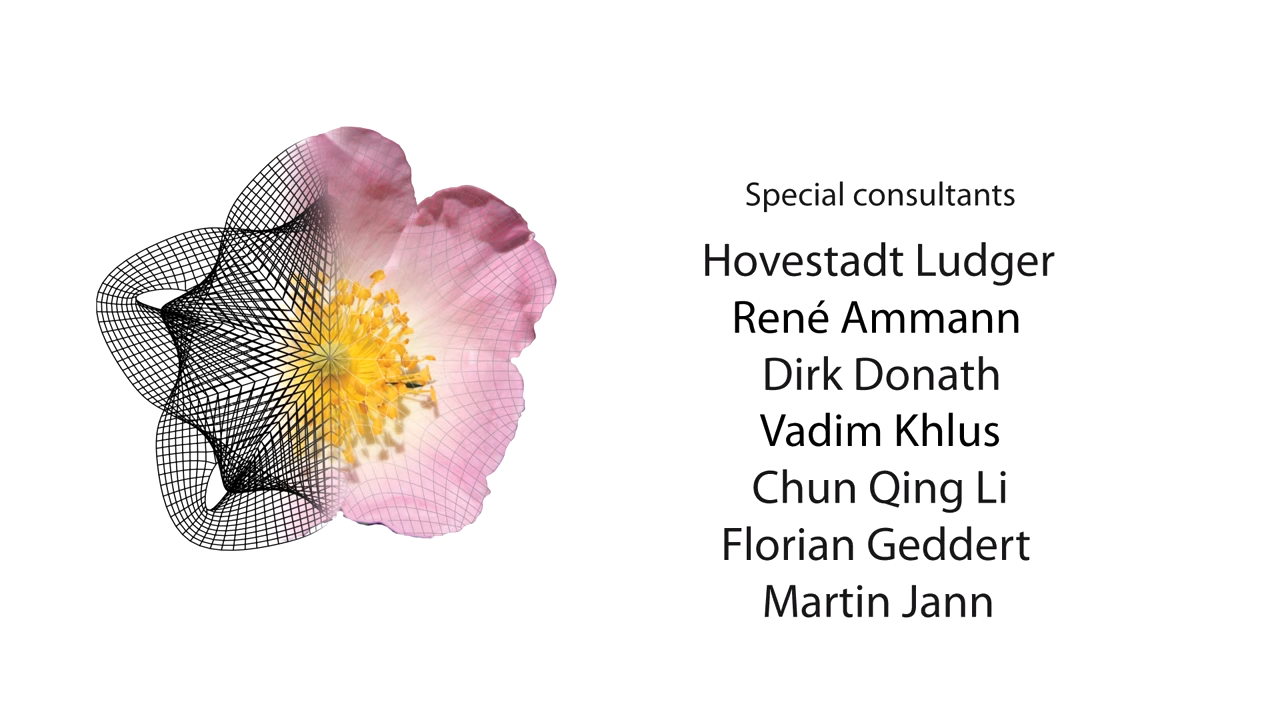 Special consultants
Hovestadt Ludger
René Ammann
Dirk Donath
Vadim Khlus
Chun Qing Li
Florian Geddert
Martin Jann